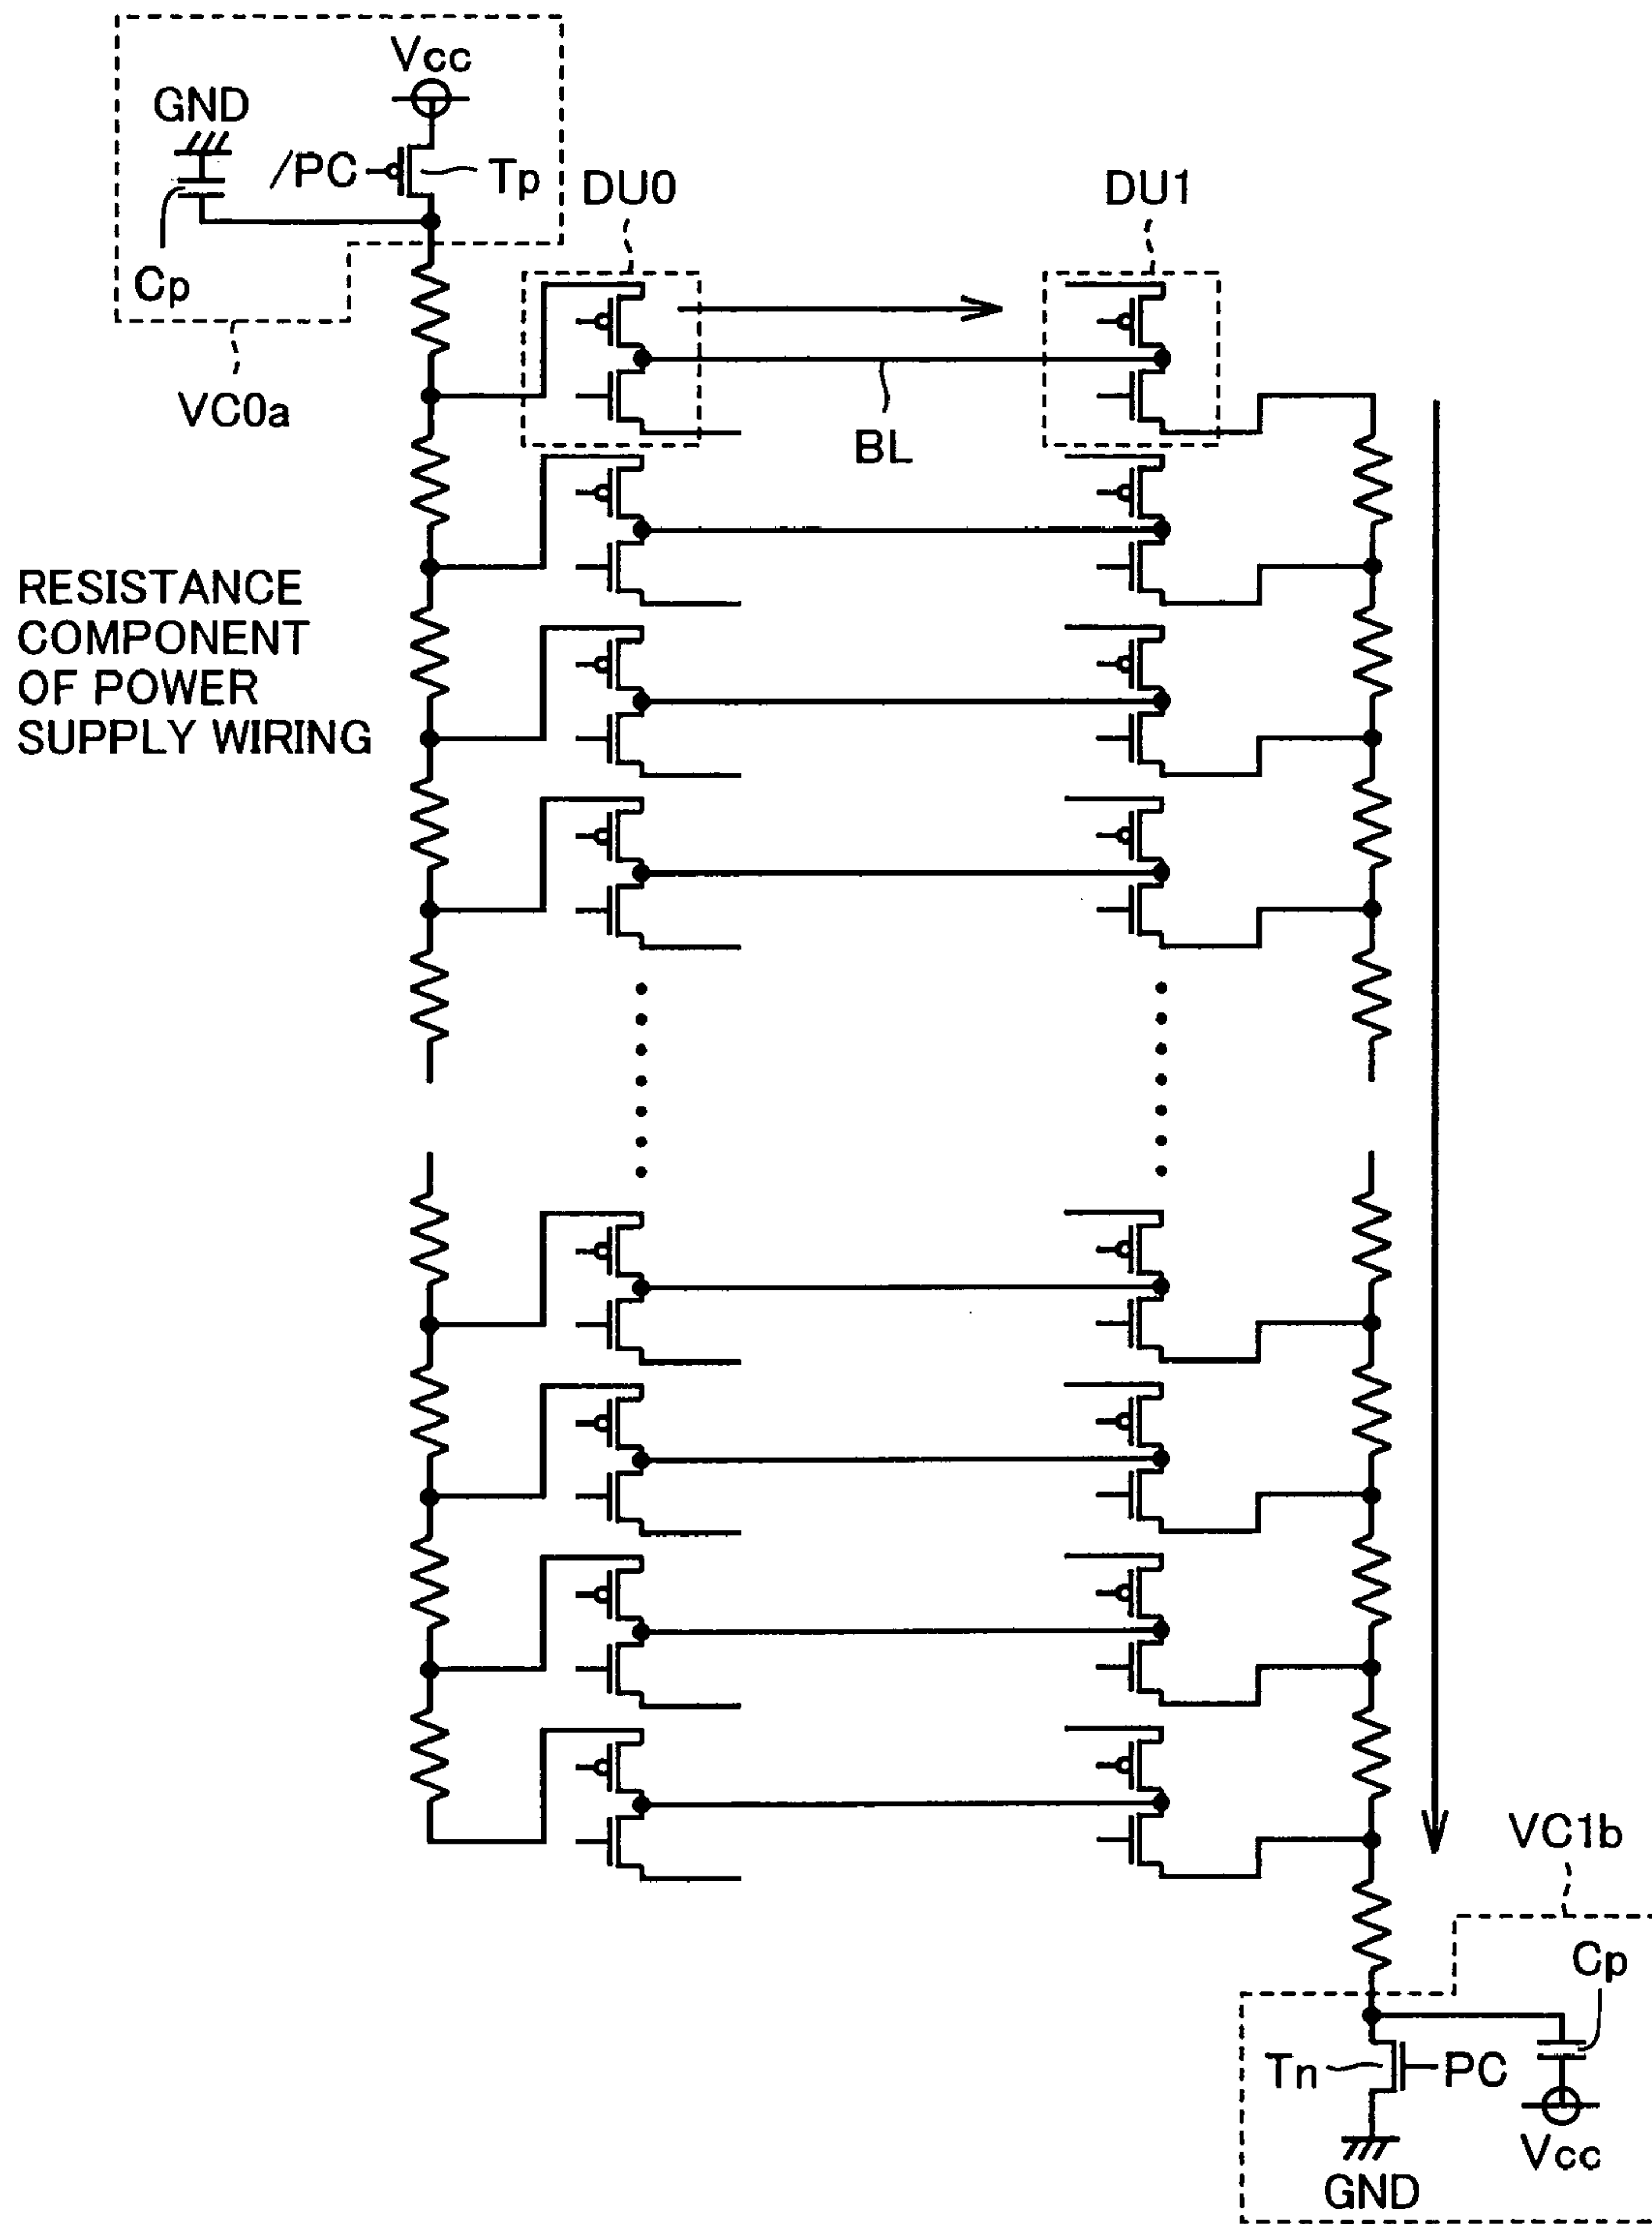 Vcc
GND
/PC
Tp
DU0
DU1
Cp
VC0a
BL
RESISTANCE
COMPONENT
OF POWER
SUPPLY WIRING
VC1b
Cp
Tn
PC
Vcc
GND